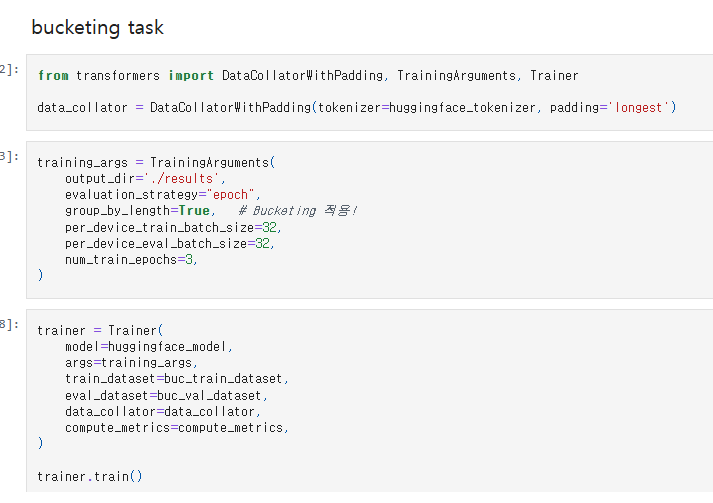 bucketing task
2]:
from transformers import DataCollatorWithPadding, TrainingArguments, Trainer
data_collator = DataCollatorWithPadding(tokenizer=huggingface_tokenizer, padding='longest')
3]:
training_args = TrainingArguments(
    output_dir='./results',
    evaluation_strategy="epoch",
    group_by_length=True,   # Bucketing 적용!
    per_device_train_batch_size=32,
    per_device_eval_batch_size=32,
    num_train_epochs=3,
)
8]:
trainer = Trainer(
    model=huggingface_model,
    args=training_args,
    train_dataset=buc_train_dataset,
    eval_dataset=buc_val_dataset,
    data_collator=data_collator,
    compute_metrics=compute_metrics,
)
trainer.train()